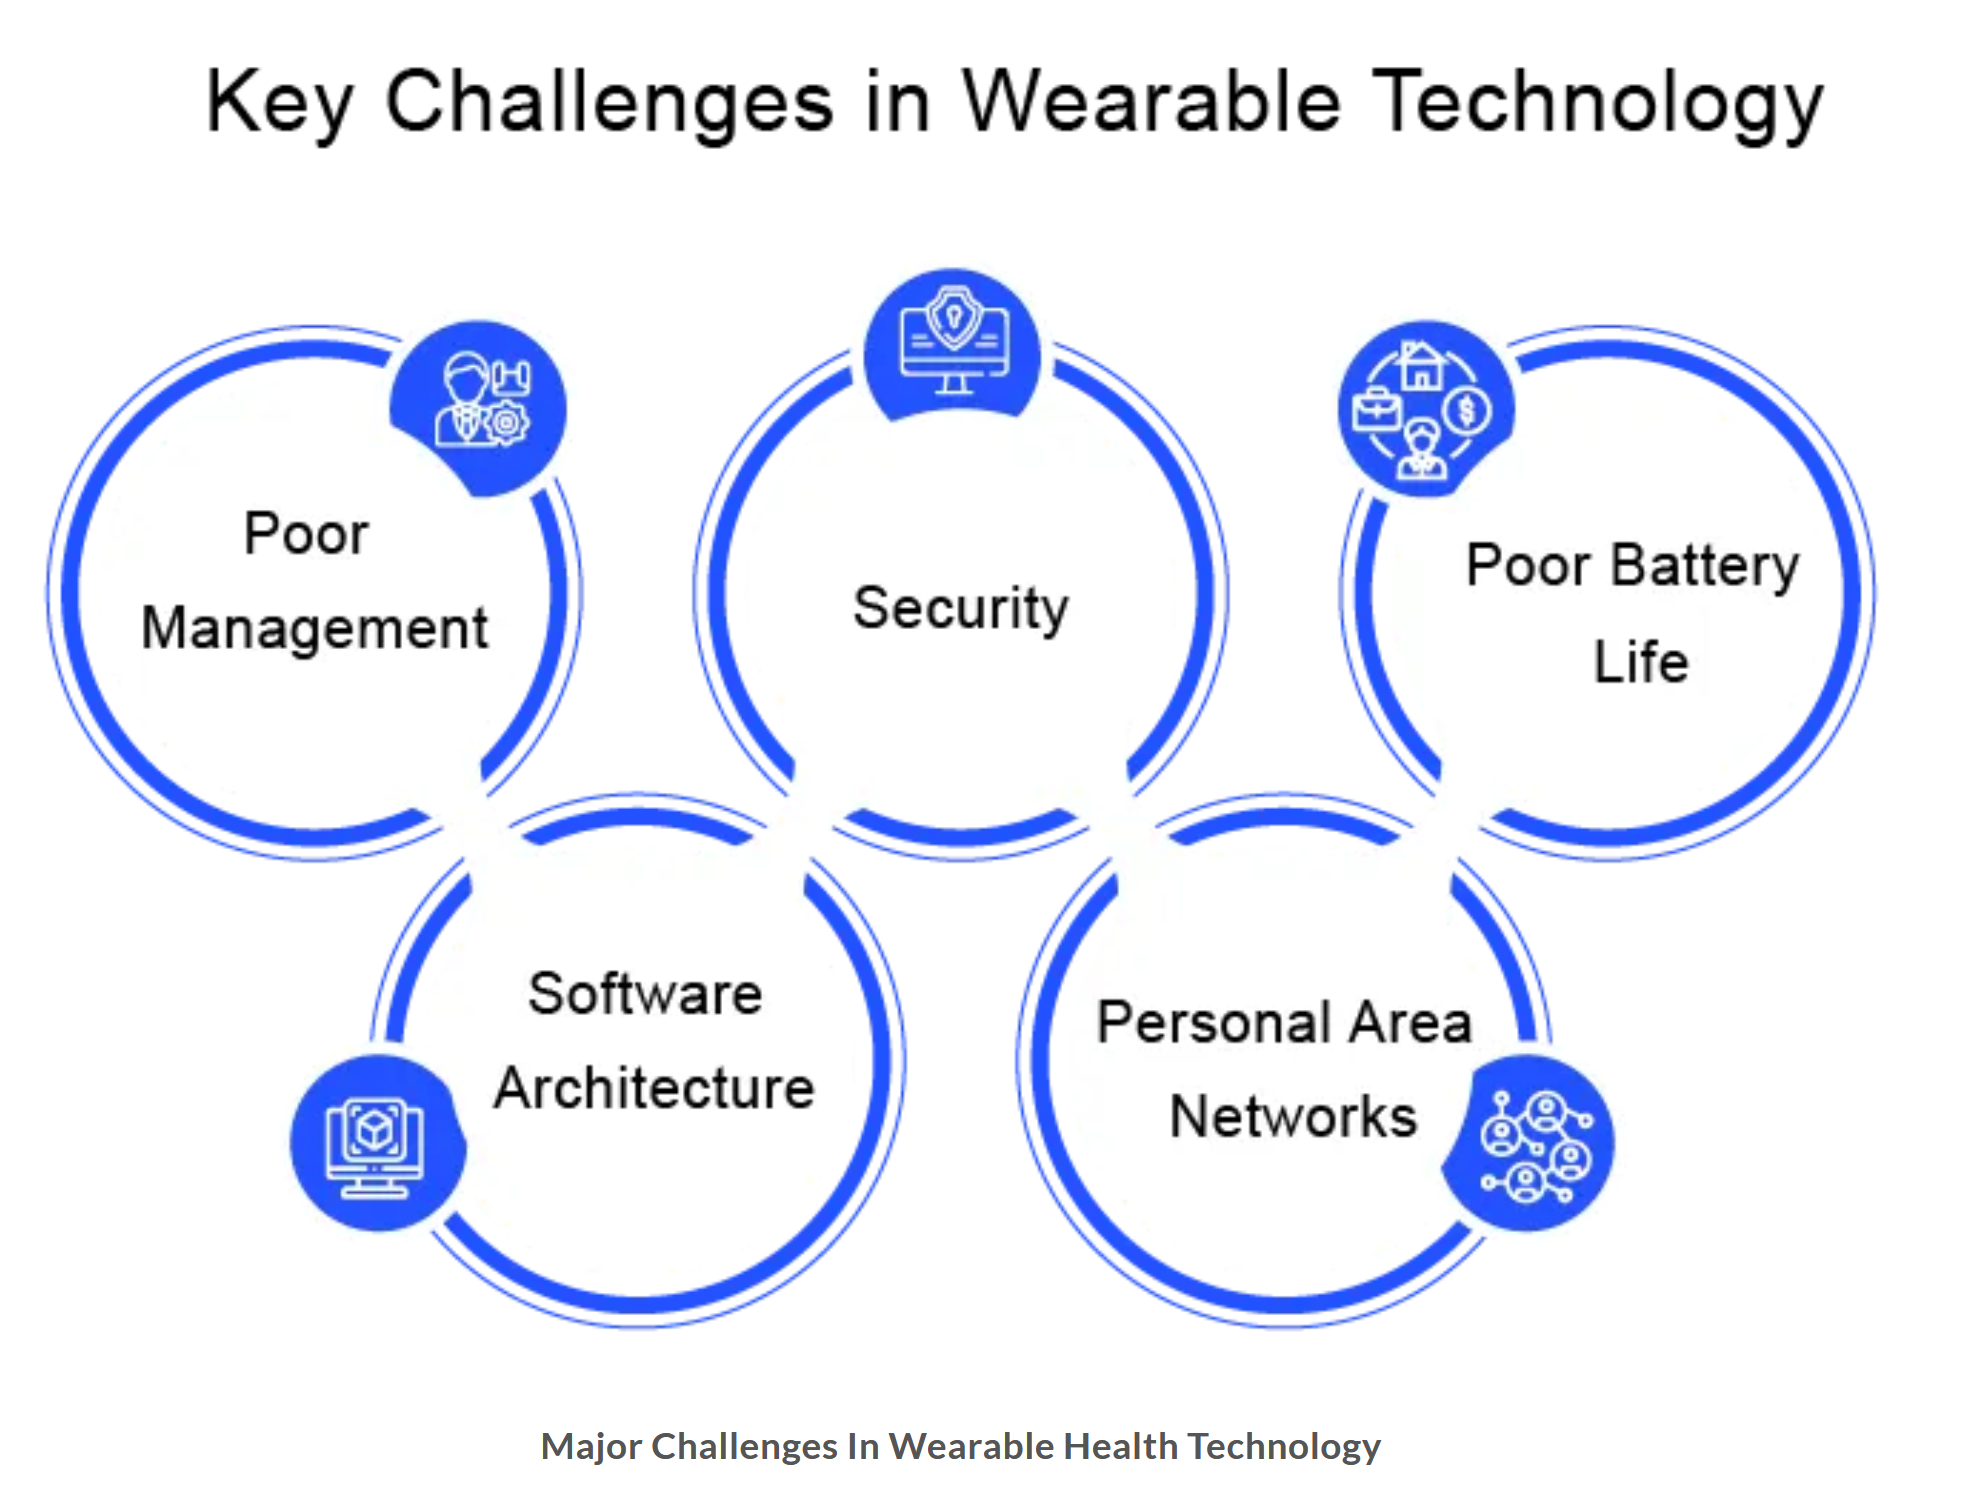 Key Challenges in Wearable Technology
Poor
Management
Security
Poor Battery
Life
Software
Architecture
Personal Area
Networks
Major Challenges In Wearable Health Technology